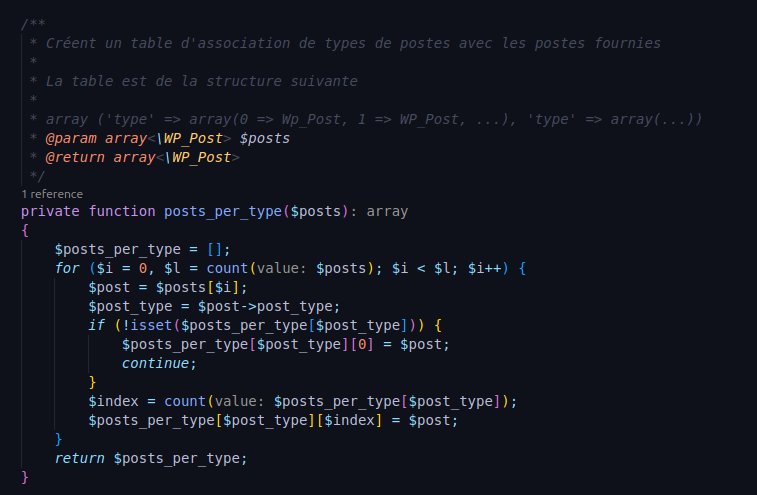 /**
 * Créent un table d'association de types de postes avec les postes fournies
 *
 * La table est de la structure suivante
 *
 * array ('type' => array(0 => Wp_Post, 1 => WP_Post, ...), 'type' => array(...))
 * @param array<\WP_Post> $posts
 * @return array<\WP_Post>
 */
1 reference
private function posts_per_type($posts): array
{
    $posts_per_type = [];
    for ($i = 0, $l = count(value: $posts); $i < $l; $i++) {
        $post = $posts[$i];
        $post_type = $post->post_type;
        if (!isset($posts_per_type[$post_type])) {
            $posts_per_type[$post_type][0] = $post;
            continue;
        }
        $index = count(value: $posts_per_type[$post_type]);
        $posts_per_type[$post_type][$index] = $post;
    }
    return $posts_per_type;
}